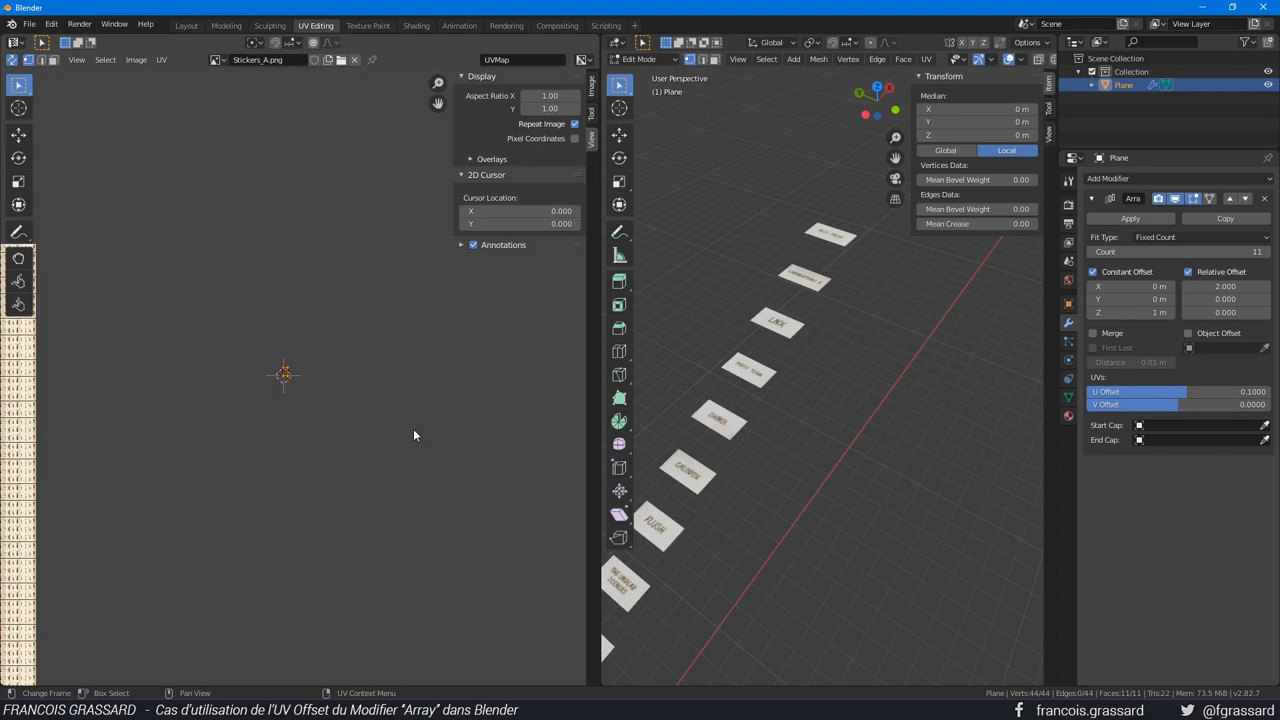 Blender
File Edit Render Window Help Layout Modeling Sculpting UV Editing Texture Paint Shading Animation Rendering Compositing Scripting + Scene View Layer
Global Options
View Select Image UV Stickers_A.png UVMap Edit Mode View Select Add Mesh Vertex Edge Face UV
Scene Collection
Collection
Plane
Display
Aspect Ratio X 1.00
Y 1.00
Repeat Image
Pixel Coordinates
Overlays
2D Cursor
Cursor Location:
X 0.000
Y 0.000
Annotations
Image
Tool
View
User Perspective
(1) Plane
X Y Z
Transform
Median:
X 0 m
Y 0 m
Z 0 m
Global Local
Vertices Data:
Mean Bevel Weight 0.00
Edges Data:
Mean Bevel Weight 0.00
Mean Crease 0.00
Item
Tool
View
LNX
FLUSH
Plane
Add Modifier
Arra
Apply Copy
Fit Type: Fixed Count
Count 11
Constant Offset Relative Offset
X 0 m 2.000
Y 0 m 0.000
Z 1 m 0.000
Merge Object Offset
First Last
Distance 0.01 m
UVs:
U Offset 0.1000
V Offset 0.0000
Start Cap:
End Cap:
Change Frame Box Select Pan View UV Context Menu Plane | Verts:44/44 | Edges:0/44 | Faces:11/11 | Tris:22 | Mem: 73.5 MiB | v2.82.7
FRANCOIS GRASSARD - Cas d'utilisation de l'UV Offset du Modifier "Array" dans Blender francois.grassard @fgrassard